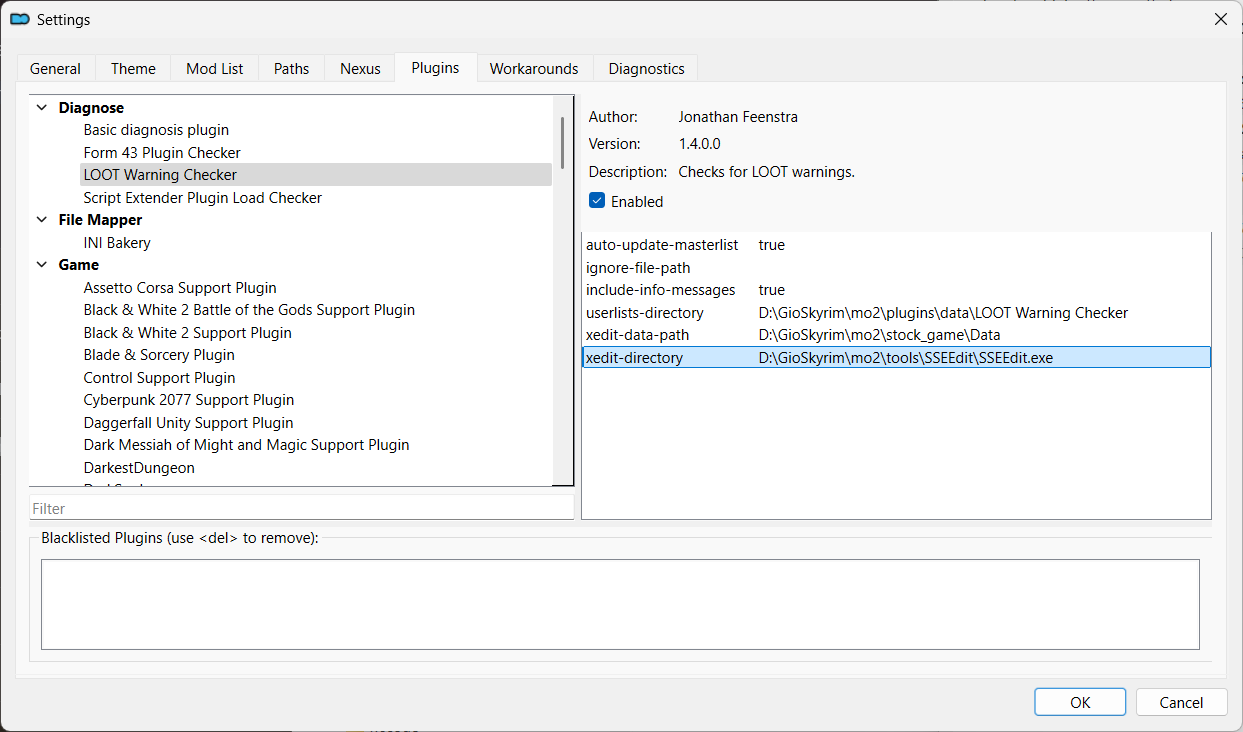 Settings
General Theme Mod List Paths Nexus Plugins Workarounds Diagnostics
Diagnose
Basic diagnosis plugin
Form 43 Plugin Checker
LOOT Warning Checker
Script Extender Plugin Load Checker
File Mapper
INI Bakery
Game
Assetto Corsa Support Plugin
Black & White 2 Battle of the Gods Support Plugin
Black & White 2 Support Plugin
Blade & Sorcery Plugin
Control Support Plugin
Cyberpunk 2077 Support Plugin
Daggerfall Unity Support Plugin
Dark Messiah of Might and Magic Support Plugin
DarkestDungeon
Filter
Author: Jonathan Feenstra
Version: 1.4.0.0
Description: Checks for LOOT warnings.
Enabled
auto-update-masterlist true
ignore-file-path
include-info-messages true
userlists-directory D:\GioSkyrim\mo2\plugins\data\LOOT Warning Checker
xedit-data-path D:\GioSkyrim\mo2\stock_game\Data
xedit-directory D:\GioSkyrim\mo2\tools\SSEEdit\SSEEdit.exe
Blacklisted Plugins (use <del> to remove):
OK Cancel